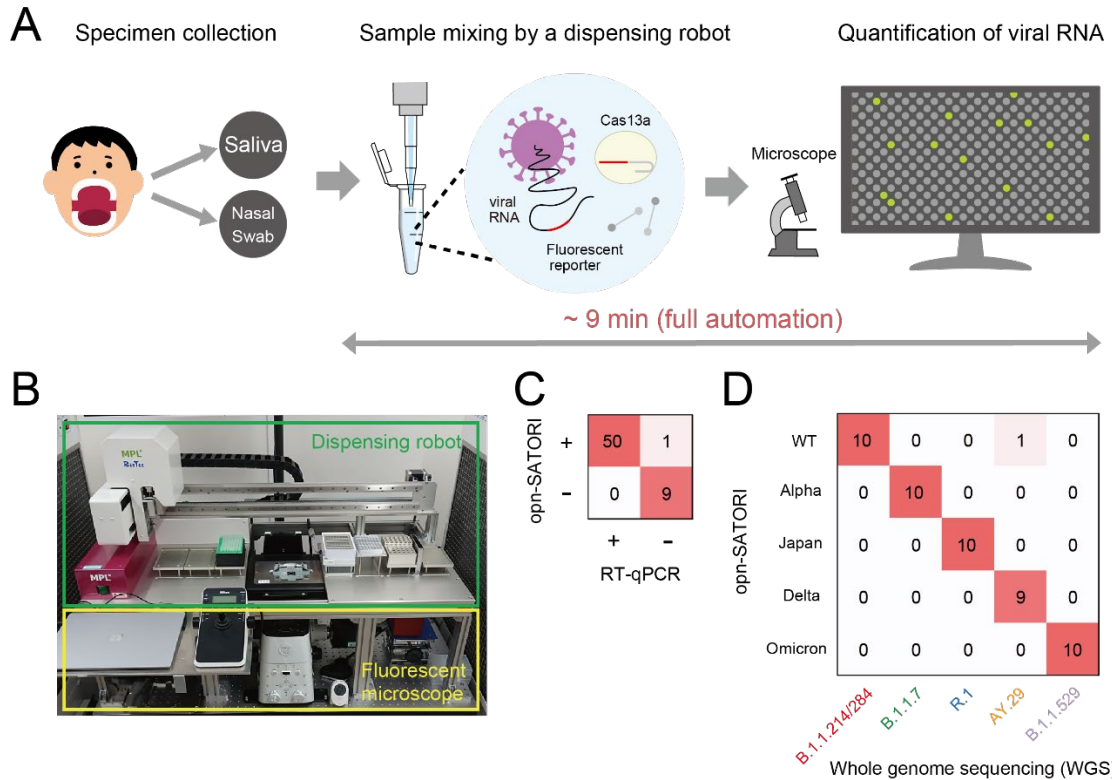 A
Specimen collection
Sample mixing by a dispensing robot
Quantification of viral RNA
Saliva
Nasal
Swab
viral
RNA
Cas13a
Fluorescent
reporter
Microscope
~ 9 min (full automation)
B
Dispensing robot
MPL
MPL
Fluorescent
microscope
C
opn-SATORI
+
50
1
-
0
9
+
-
RT-qPCR
D
opn-SATORI
WT
10
0
0
1
0
Alpha
0
10
0
0
0
Japan
0
0
10
0
0
Delta
0
0
0
9
0
Omicron
0
0
0
0
10
B.1.1.214/284
B.1.1.7
R.1
AY.29
B.1.1.529
Whole genome sequencing (WGS